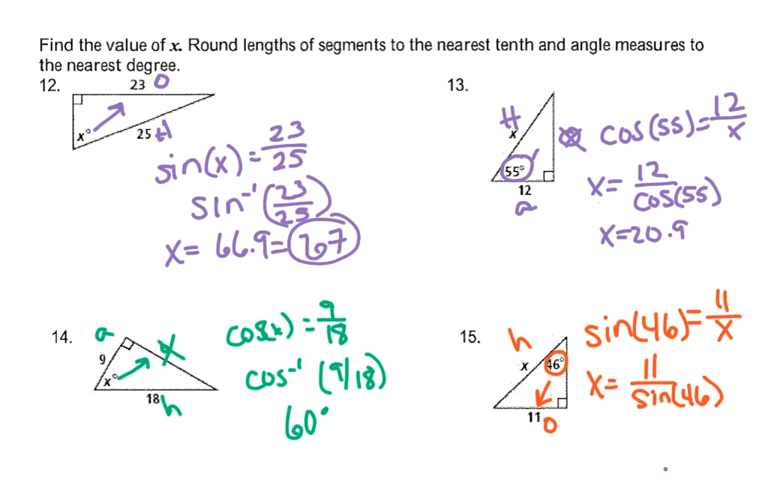 Find the value of x. Round lengths of segments to the nearest tenth and angle measures to
the nearest degree.
12.
23 O
x°
25 H
sin(x) = 23/25
sin⁻¹(23/25)
x = 66.9 = 67
13.
H
x
55°
12
a
cos(55) = 12/x
x = 12/cos(55)
x = 20.9
14.
a
9
x°
18 h
cos(x) = 9/18
cos⁻¹ (9/18)
60°
15.
h
x
46°
11 O
sin(46) = 11/x
x = 11/sin(46)